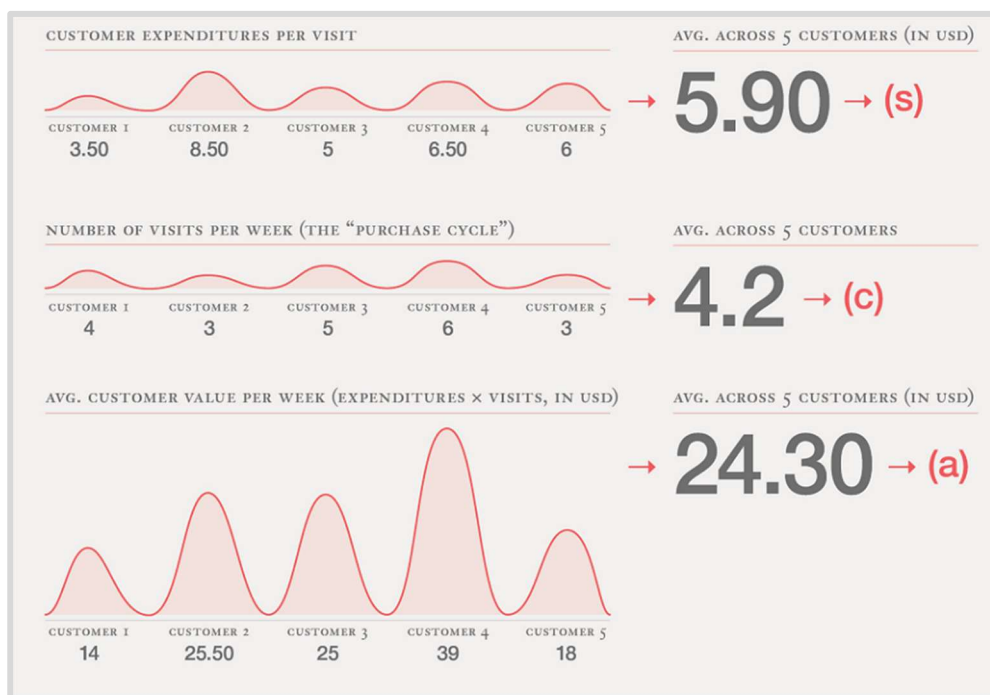 CUSTOMER EXPENDITURES PER VISIT
AVG. ACROSS 5 CUSTOMERS (IN USD)
CUSTOMER 1 CUSTOMER 2 CUSTOMER 3 CUSTOMER 4 CUSTOMER 5
3.50 8.50 5 6.50 6
→ 5.90 → (s)
NUMBER OF VISITS PER WEEK (THE “PURCHASE CYCLE”)
AVG. ACROSS 5 CUSTOMERS
CUSTOMER 1 CUSTOMER 2 CUSTOMER 3 CUSTOMER 4 CUSTOMER 5
4 3 5 6 3
→ 4.2 → (c)
AVG. CUSTOMER VALUE PER WEEK (EXPENDITURES × VISITS, IN USD)
AVG. ACROSS 5 CUSTOMERS (IN USD)
→ 24.30 → (a)
CUSTOMER 1 CUSTOMER 2 CUSTOMER 3 CUSTOMER 4 CUSTOMER 5
14 25.50 25 39 18